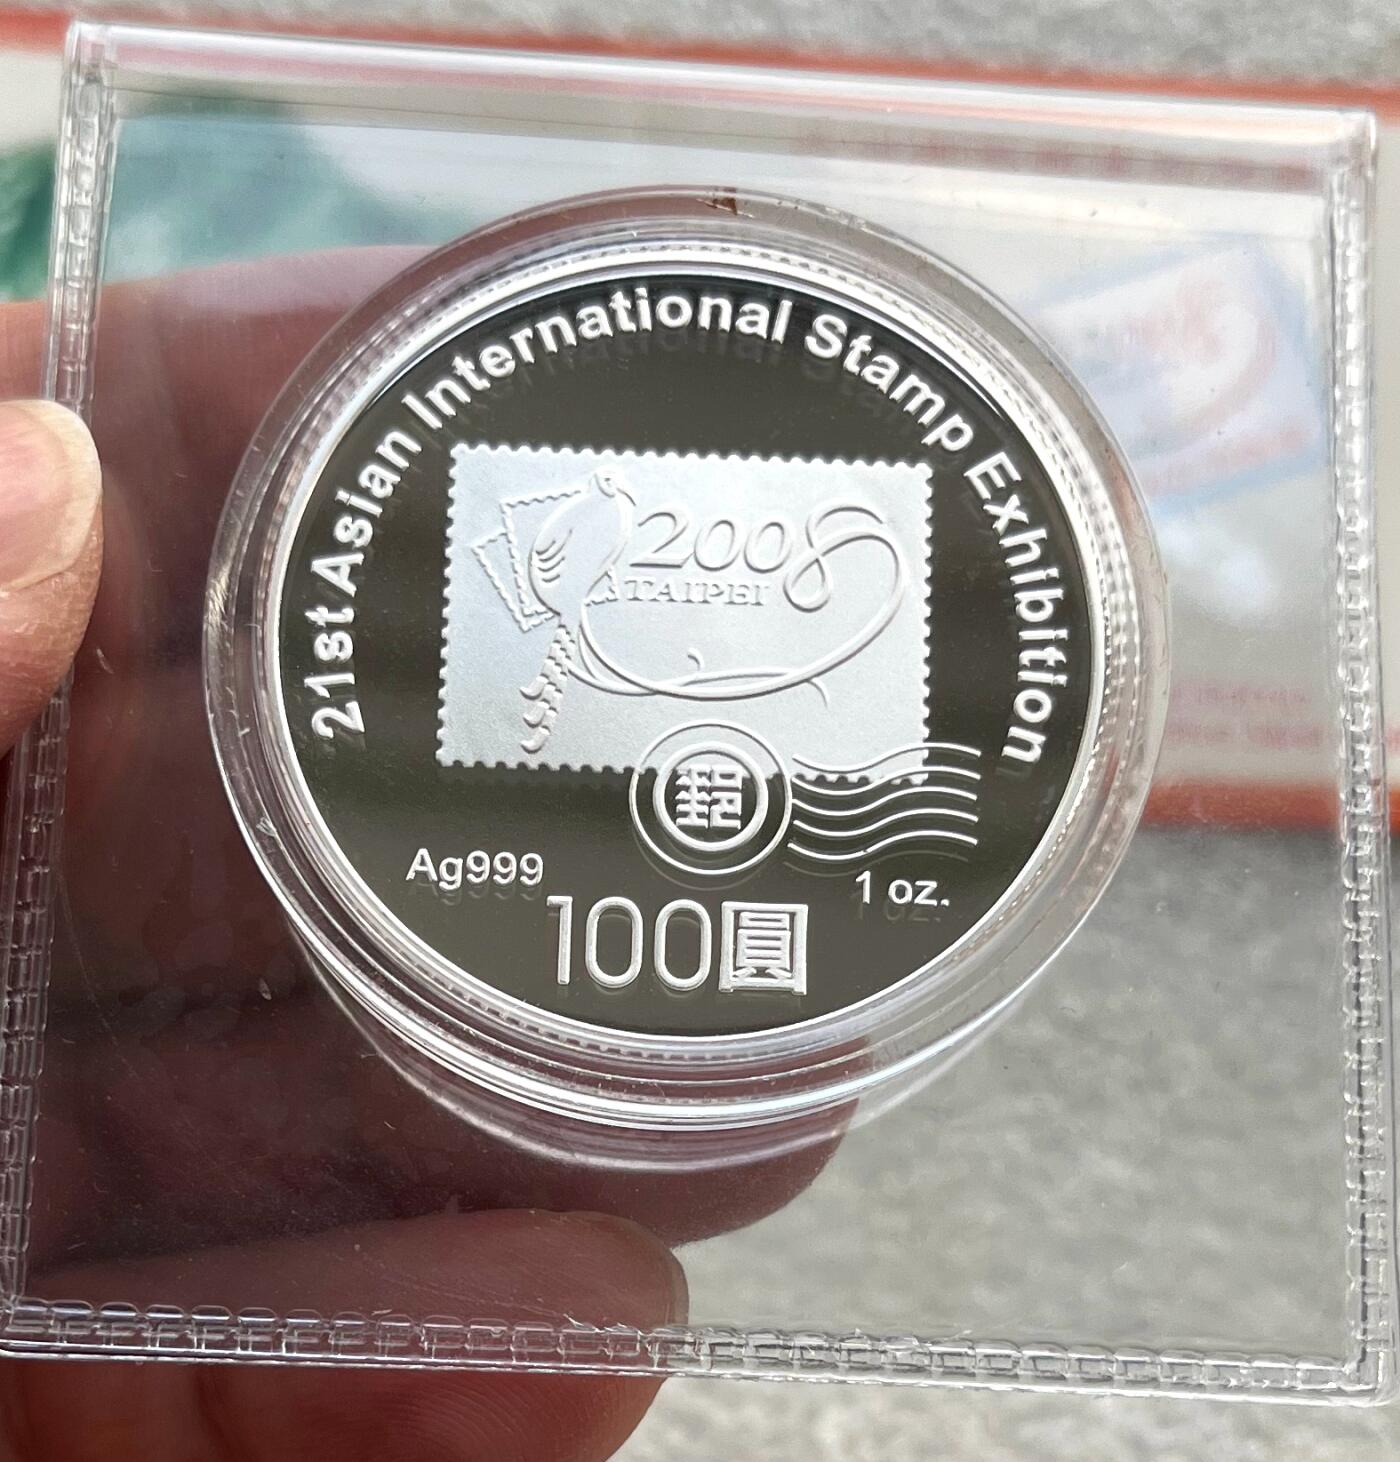 21st Asian International Stamp Exhibition
2008
TAIPEI
郵
Ag999
1 oz.
100圓